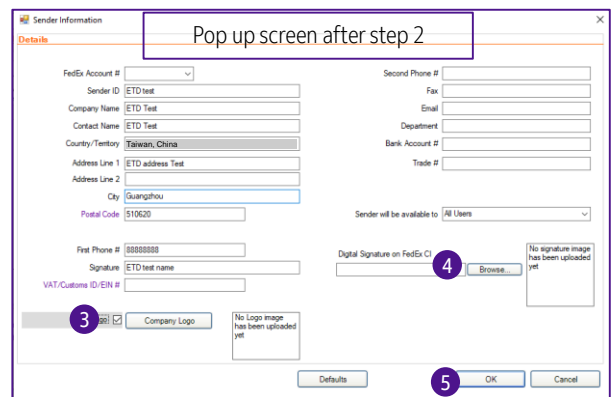 Sender Information
Pop up screen after step 2
Details
FedEx Account #
Sender ID ETD test
Company Name ETD Test
Contact Name ETD Test
Country/Territory Taiwan, China
Address Line 1 ETD address Test
Address Line 2
City Guangzhou
Postal Code 510620
First Phone # 88888888
Signature ETD test name
VAT/Customs ID/EIN #
3
Company Logo
No Logo image
has been uploaded
yet
Second Phone #
Fax
Email
Department
Bank Account #
Trade #
Sender will be available to All Users
Digital Signature on FedEx CI
4
Browse...
No signature image
has been uploaded
yet
Defaults
5
OK
Cancel